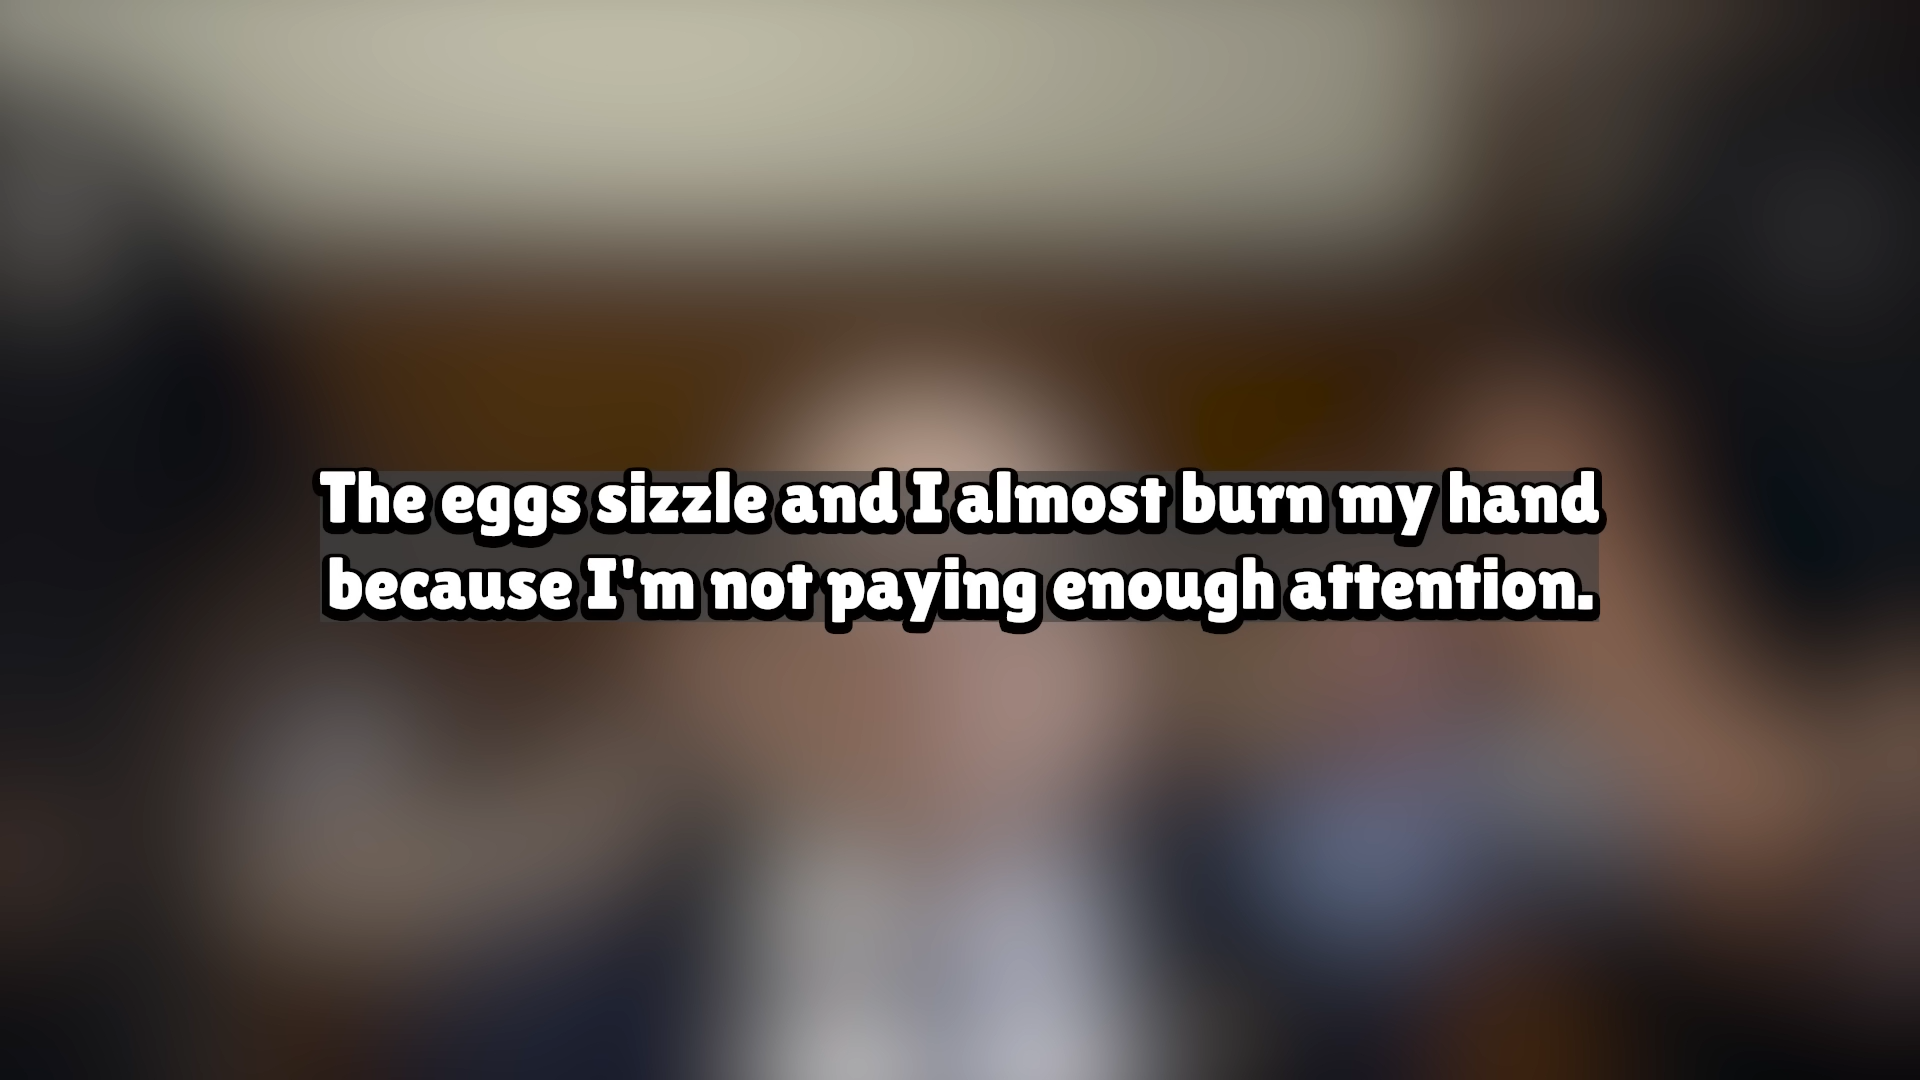 The eggs sizzle and I almost burn my hand
because I'm not paying enough attention.